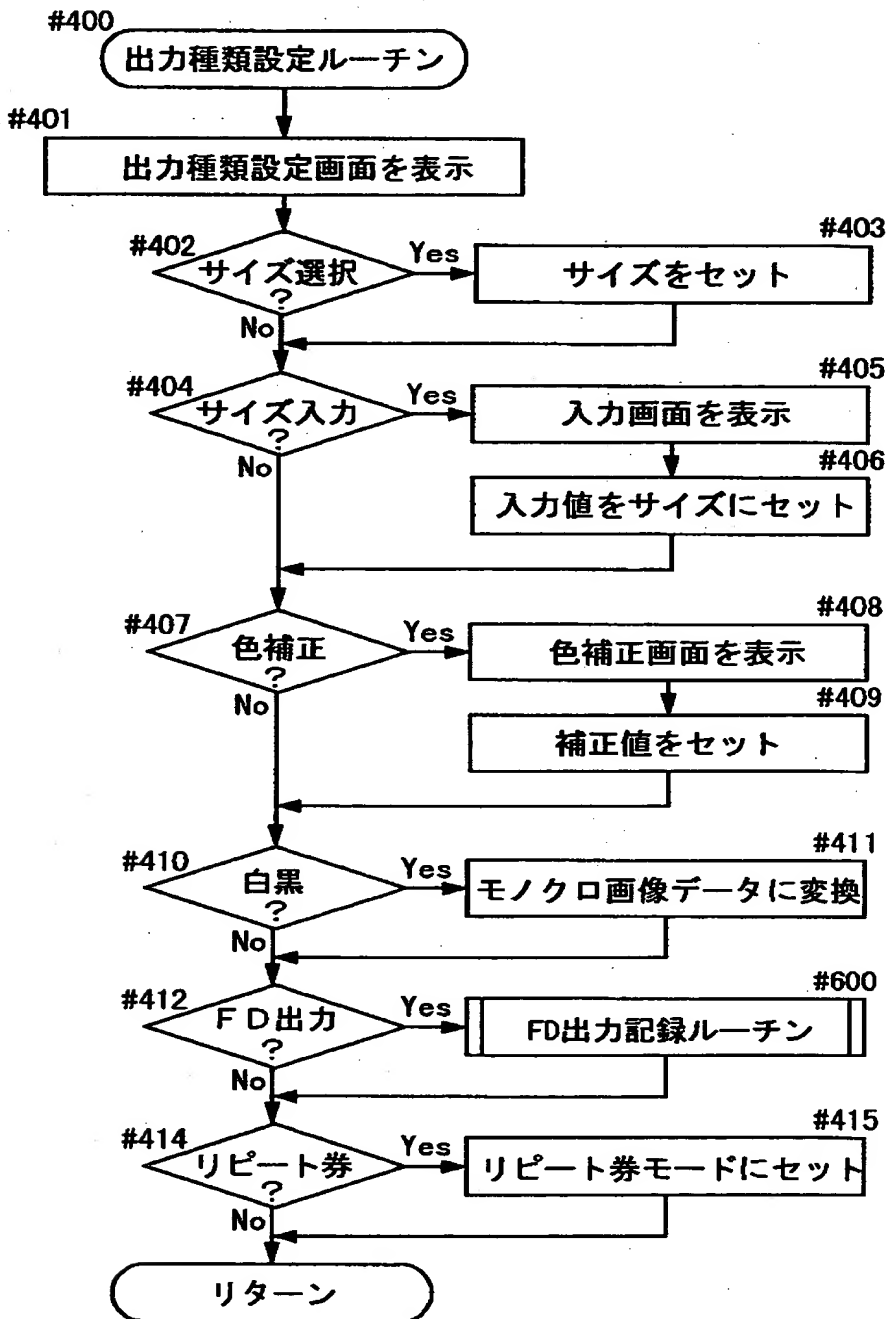 #400
出力種類設定ルーチン
#401
出力種類設定画面を表示
#402
サイズ選択
?
Yes
No
#403
サイズをセット
#404
サイズ入力
?
Yes
No
#405
入力画面を表示
#406
入力値をサイズにセット
#407
色補正
?
Yes
No
#408
色補正画面を表示
#409
補正値をセット
#410
白黒
?
Yes
No
#411
モノクロ画像データに変換
#412
ＦＤ出力
?
Yes
No
#600
FD出力記録ルーチン
#414
リピート券
?
Yes
No
#415
リピート券モードにセット
リターン